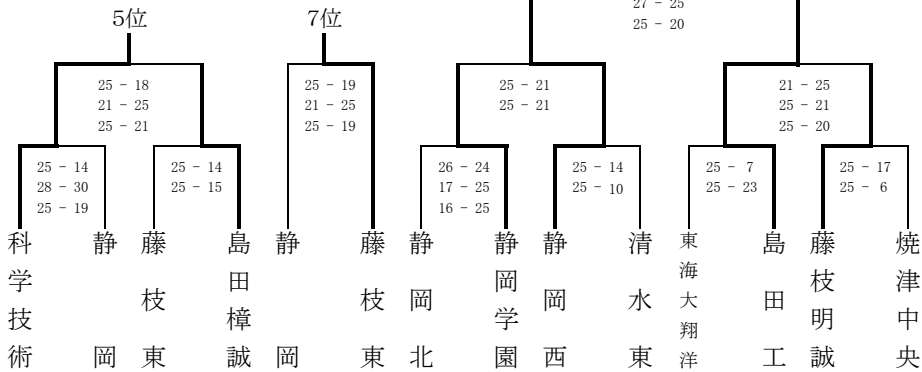 27 - 25
25 - 20
5位
7位
25 - 18
21 - 25
25 - 21
25 - 19
21 - 25
25 - 19
25 - 21
25 - 21
21 - 25
25 - 21
25 - 20
25 - 14
28 - 30
25 - 19
25 - 14
25 - 15
26 - 24
17 - 25
16 - 25
25 - 14
25 - 10
25 - 7
25 - 23
25 - 17
25 - 6
科学技術
静岡
藤枝東
島田樟誠
静岡
藤枝東
静岡北
静岡学園
静岡西
清水東
東海大翔洋
島田工
藤枝明誠
焼津中央